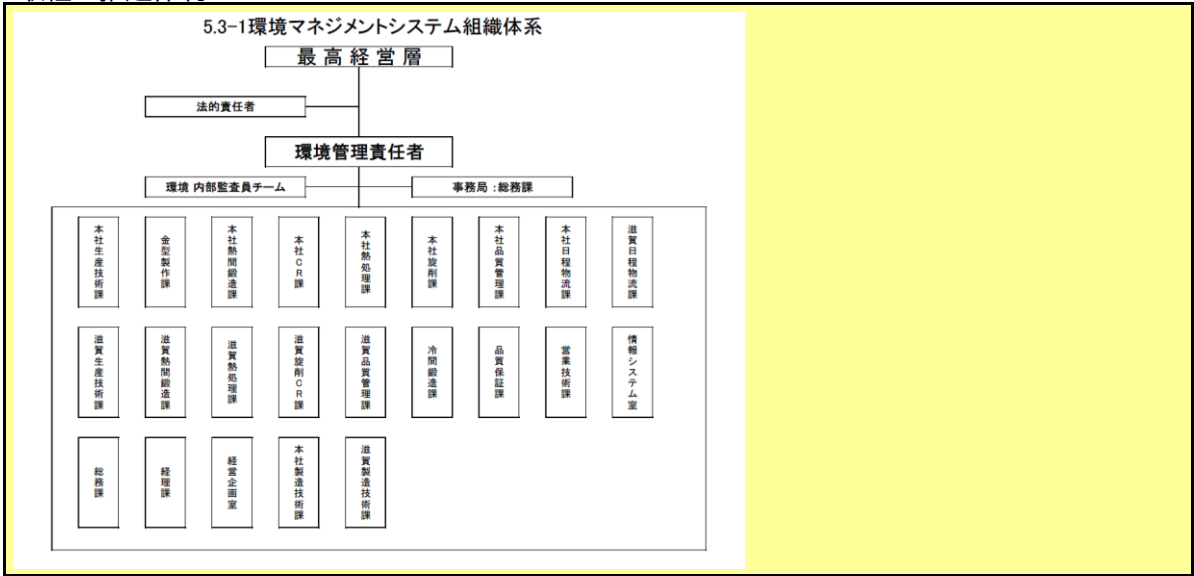 5.3-1環境マネジメントシステム組織体系
最高経営層
法的責任者
環境管理責任者
環境 内部監査員チーム
事務局 :総務課
本社生産技術課
金型製作課
本社熱間鍛造課
本社CR課
本社熱処理課
本社旋削課
本社品質管理課
本社日程物流課
滋賀日程物流課
滋賀生産技術課
滋賀熱間鍛造課
滋賀熱処理課
滋賀旋削CR課
滋賀品質管理課
冷間鍛造課
品質保証課
営業技術課
情報システム室
総務課
経理課
経営企画室
本社製造技術課
滋賀製造技術課